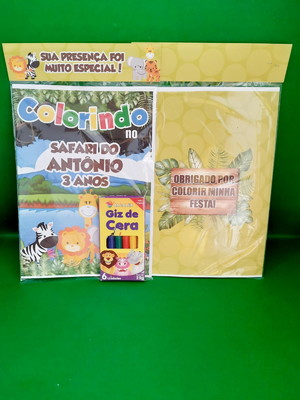 SUA PRESENÇA FOI
MUITO ESPECIAL!
Colorindo
no
SAFARI DO
ANTÔNIO
3 ANOS
Giz de
Cera
6
OBRIGADO POR
COLORIR MINHA
FESTA!